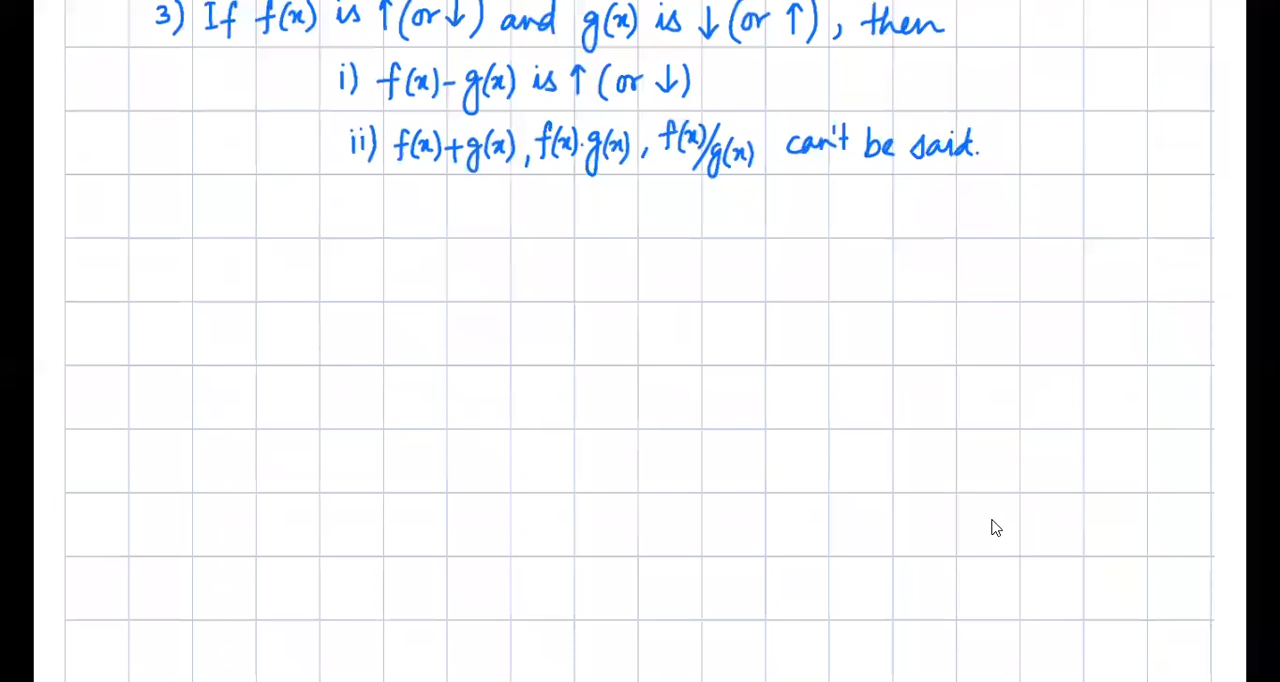 3) If f(x) is ↑ (or ↓) and g(x) is ↓ (or ↑), then
i) f(x) - g(x) is ↑ (or ↓)
ii) f(x) + g(x), f(x) · g(x), f(x)/g(x) can't be said.